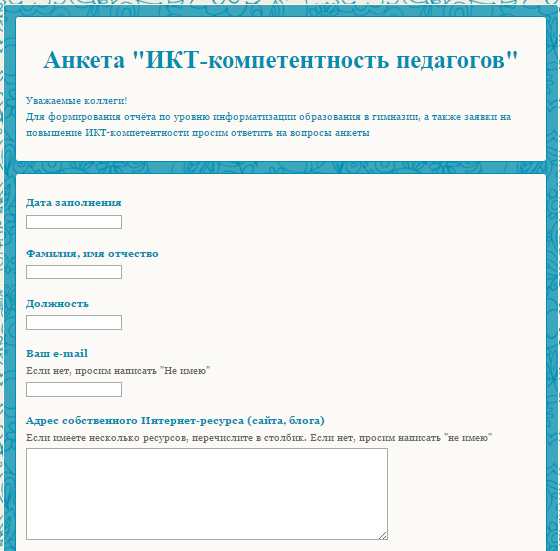 Анкета "ИКТ-компетентность педагогов"
Уважаемые коллеги!
Для формирования отчёта по уровню информатизации образования в гимназии, а также заявки на
повышение ИКТ-компетентности просим ответить на вопросы анкеты
Дата заполнения
Фамилия, имя отчество
Должность
Ваш e-mail
Если нет, просим написать "Не имею"
Адрес собственного Интернет-ресурса (сайта, блога)
Если имеете несколько ресурсов, перечислите в столбик. Если нет, просим написать "не имею"